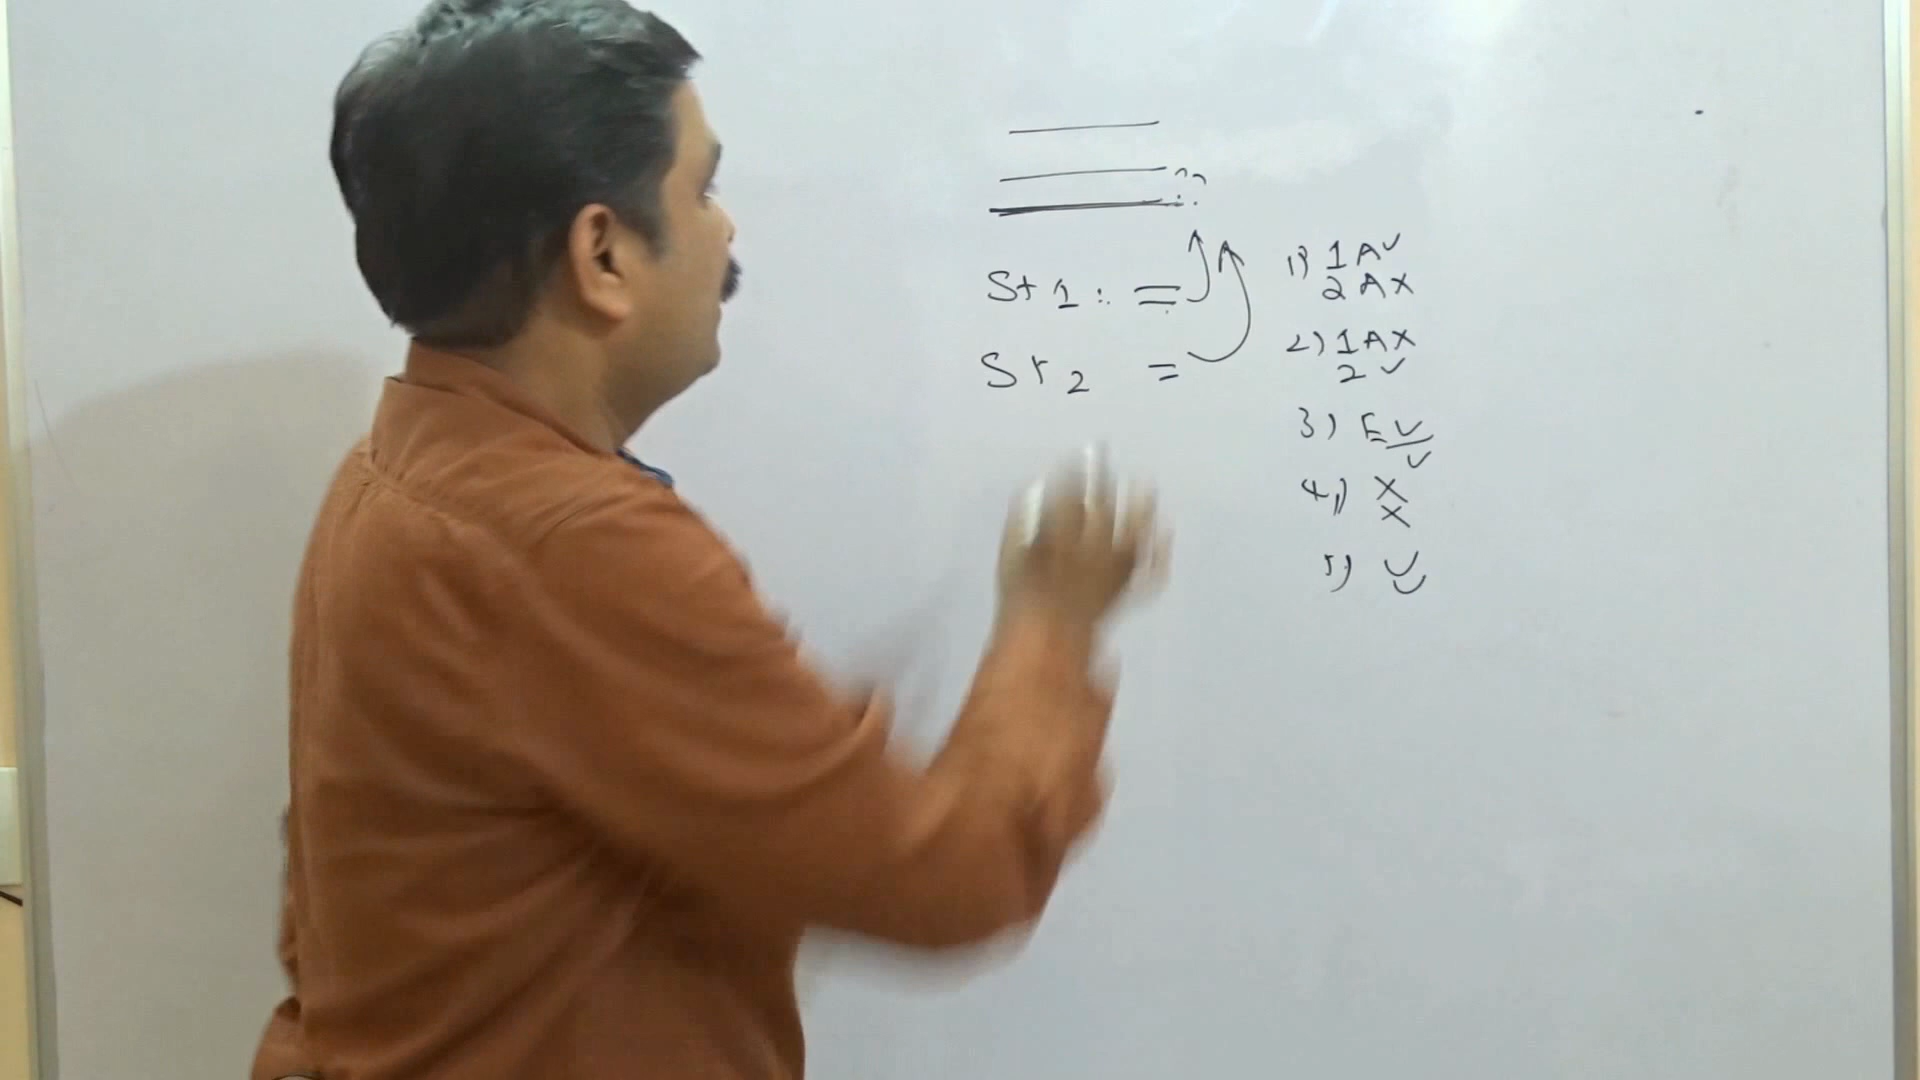 ??
St 1: =
St 2 =
1) 1 A ✓
2 A ×
2) 1 A ×
2 ✓
3) E ✓
✓
4) ×
×
5) ✓
✓